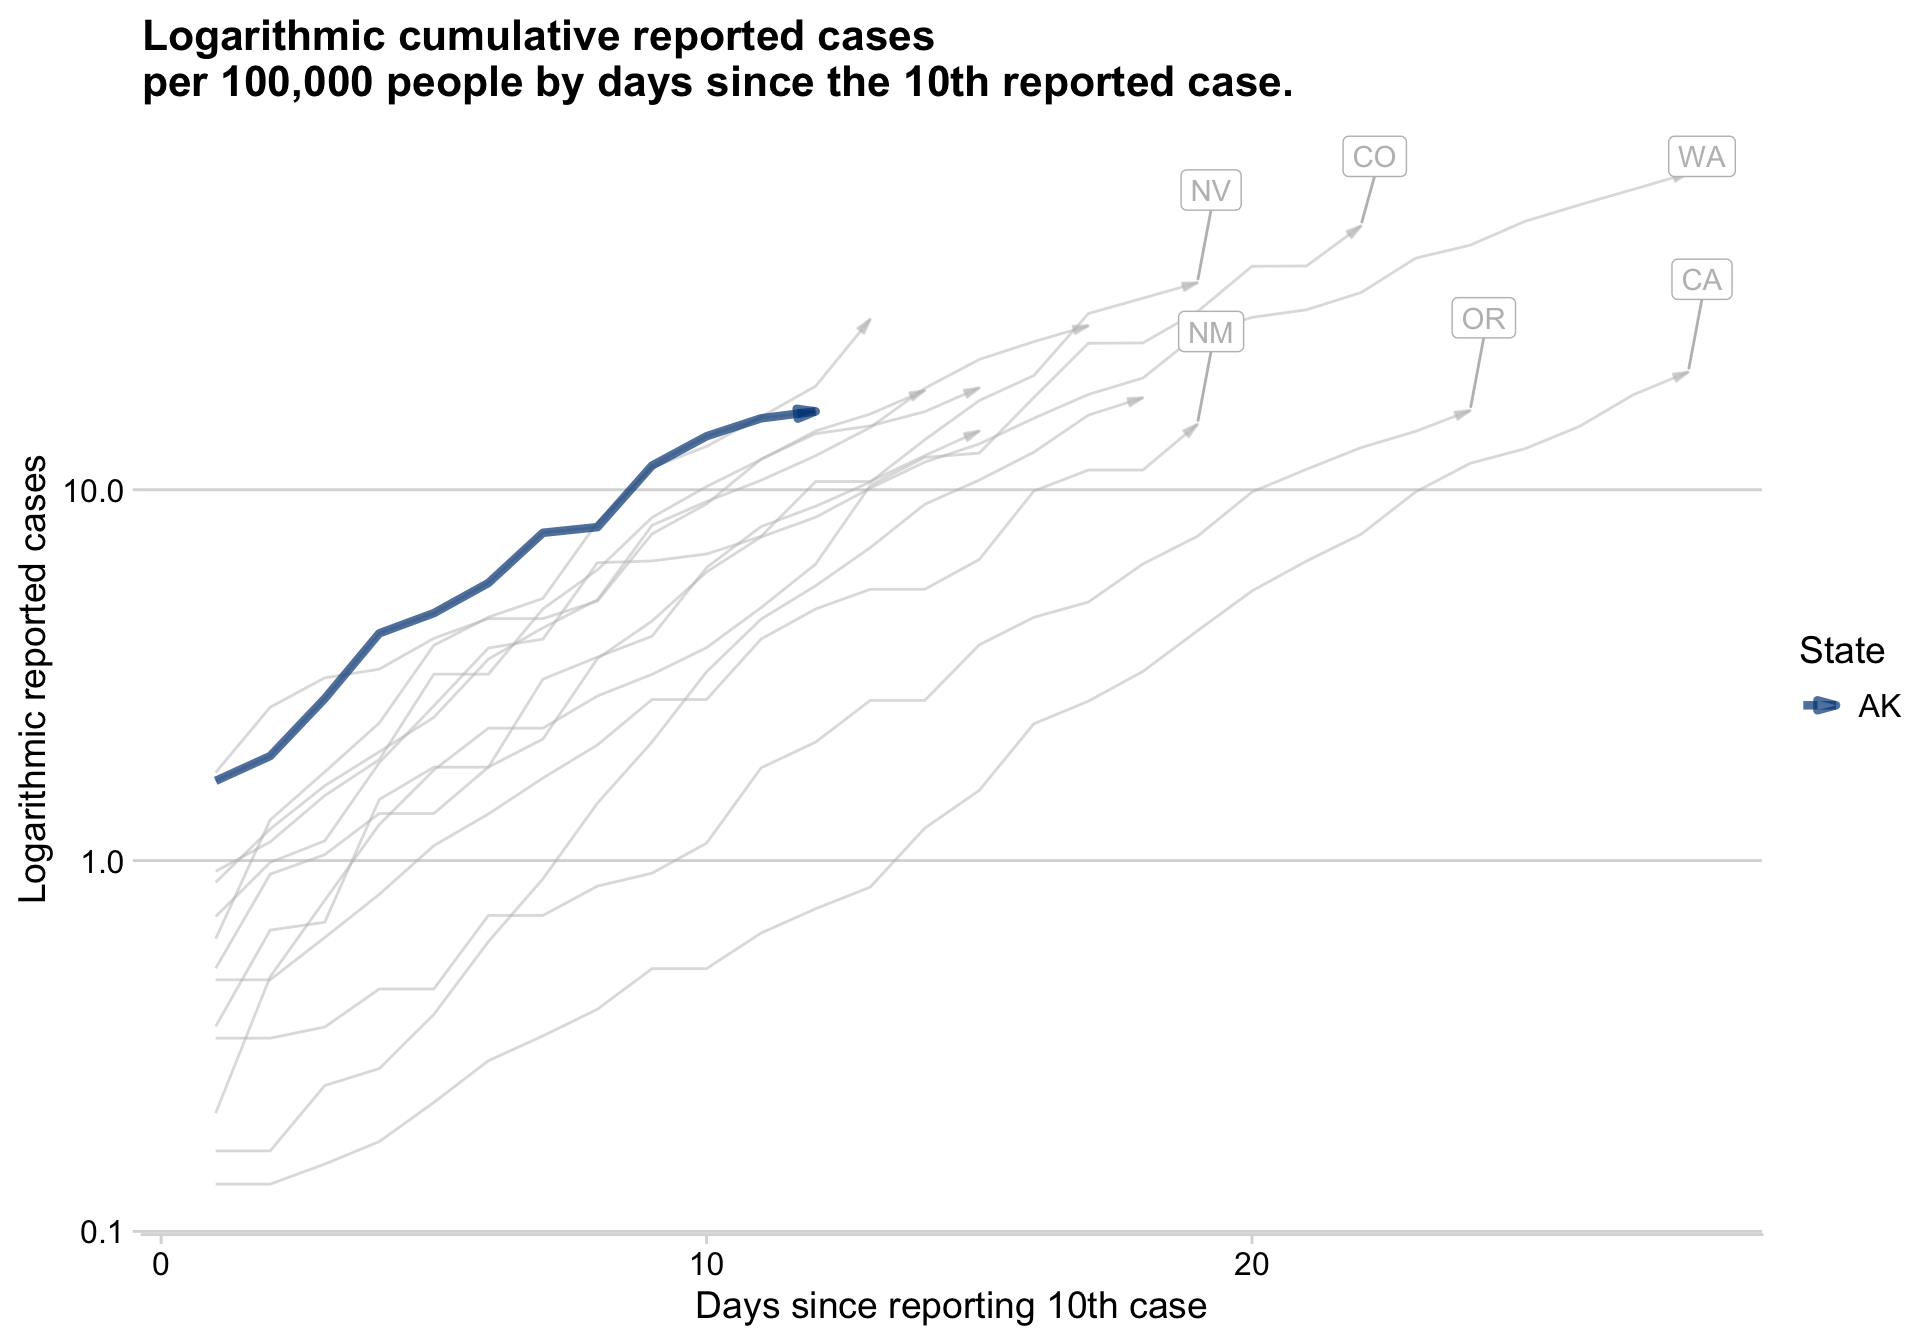 Logarithmic cumulative reported cases
per 100,000 people by days since the 10th reported case.
CO
WA
NV
CA
OR
NM
10.0
1.0
0.1
Logarithmic reported cases
State
AK
0
10
20
Days since reporting 10th case